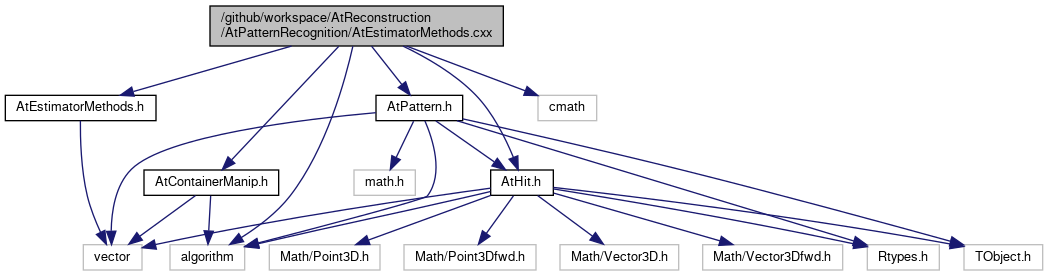 /github/workspace/AtReconstruction
/AtPatternRecognition/AtEstimatorMethods.cxx
AtEstimatorMethods.h
AtPattern.h
cmath
AtContainerManip.h
math.h
AtHit.h
vector
algorithm
Math/Point3D.h
Math/Point3Dfwd.h
Math/Vector3D.h
Math/Vector3Dfwd.h
Rtypes.h
TObject.h